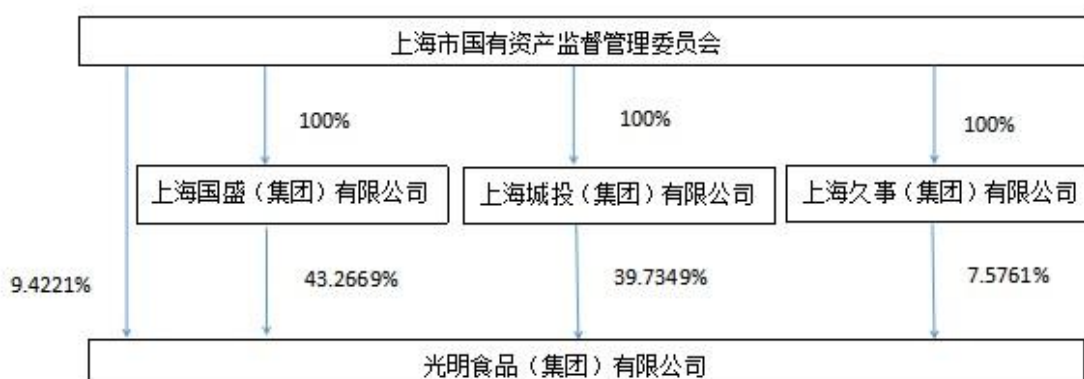 上海市国有资产监督管理委员会
100%
100%
100%
上海国盛（集团）有限公司
上海城投（集团）有限公司
上海久事（集团）有限公司
9.4221%
43.2669%
39.7349%
7.5761%
光明食品（集团）有限公司